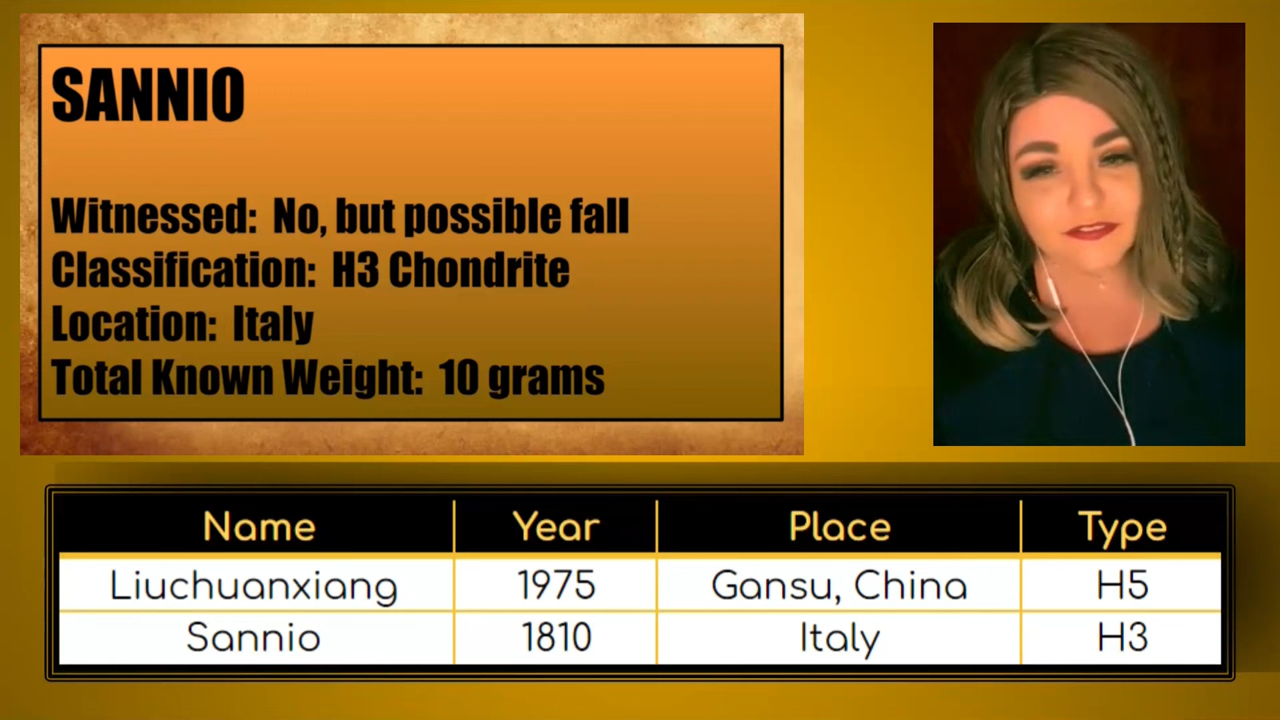 SANNIO
Witnessed: No, but possible fall
Classification: H3 Chondrite
Location: Italy
Total Known Weight: 10 grams
Name Year Place Type
Liuchuanxiang 1975 Gansu, China H5
Sannio 1810 Italy H3